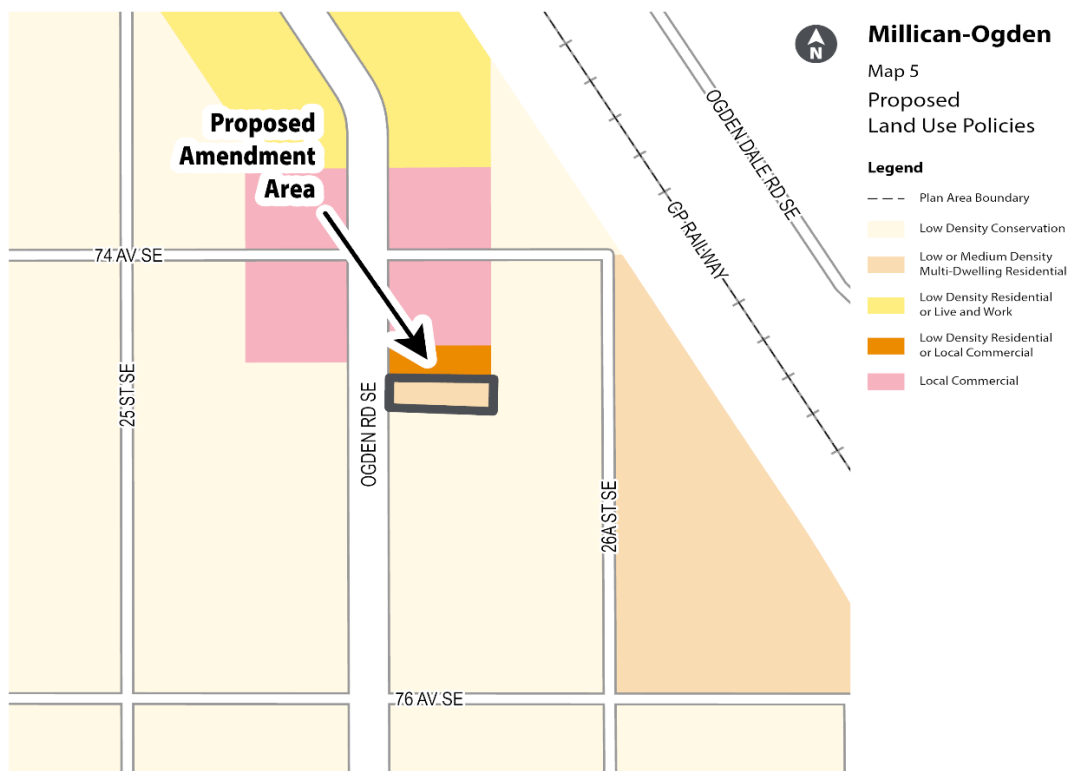 Millican-Ogden
Map 5
Proposed
Land Use Policies
Legend
Plan Area Boundary
Low Density Conservation
Low or Medium Density
Multi-Dwelling Residential
Low Density Residential
or Live and Work
Low Density Residential
or Local Commercial
Local Commercial
N
Proposed
Amendment
Area
OGDEN DALE RD SE
CP RAILWAY
74 AV SE
25 ST SE
OGDEN RD SE
26A ST SE
76 AV SE